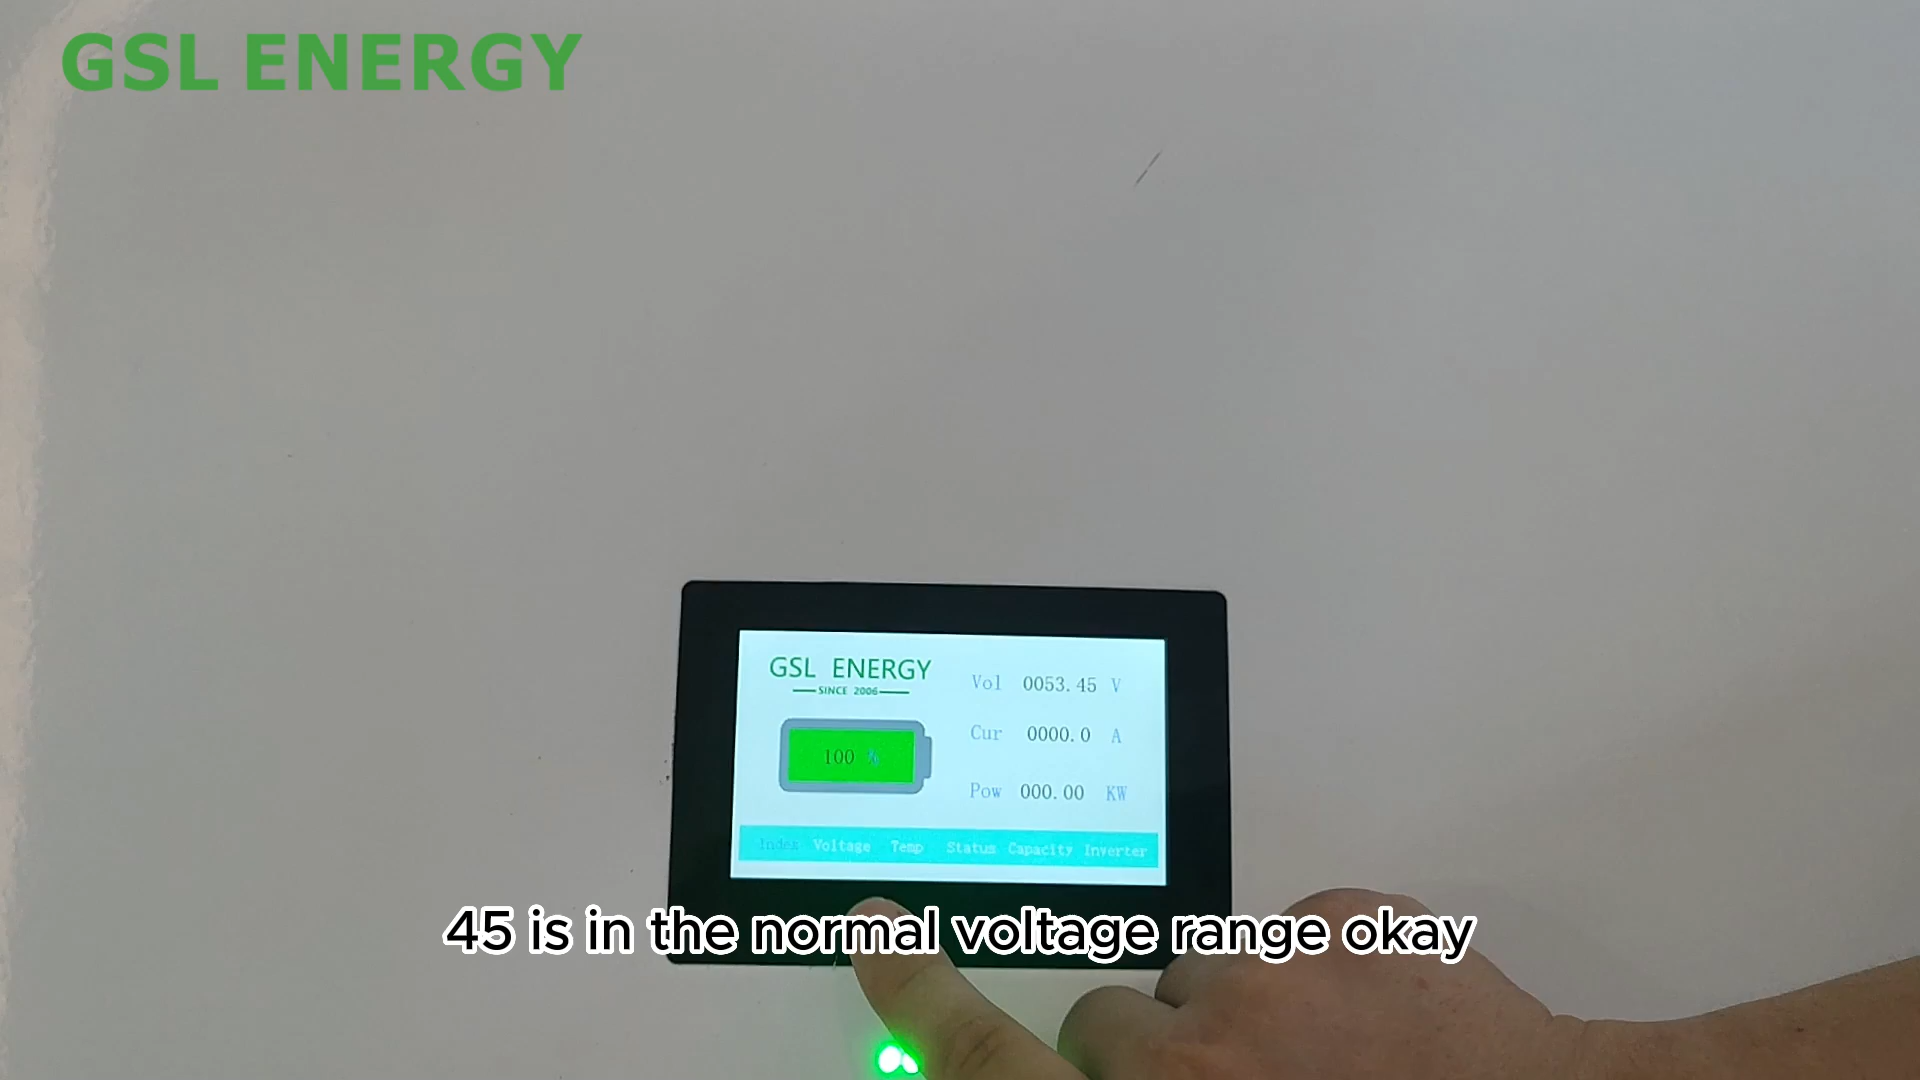 GSL ENERGY
GSL ENERGY
SINCE 2006
100 %
Vol 0053.45 V
Cur 0000.0 A
Pow 000.00 KW
Index Voltage Temp Status Capacity Inverter
45 is in the normal voltage range okay